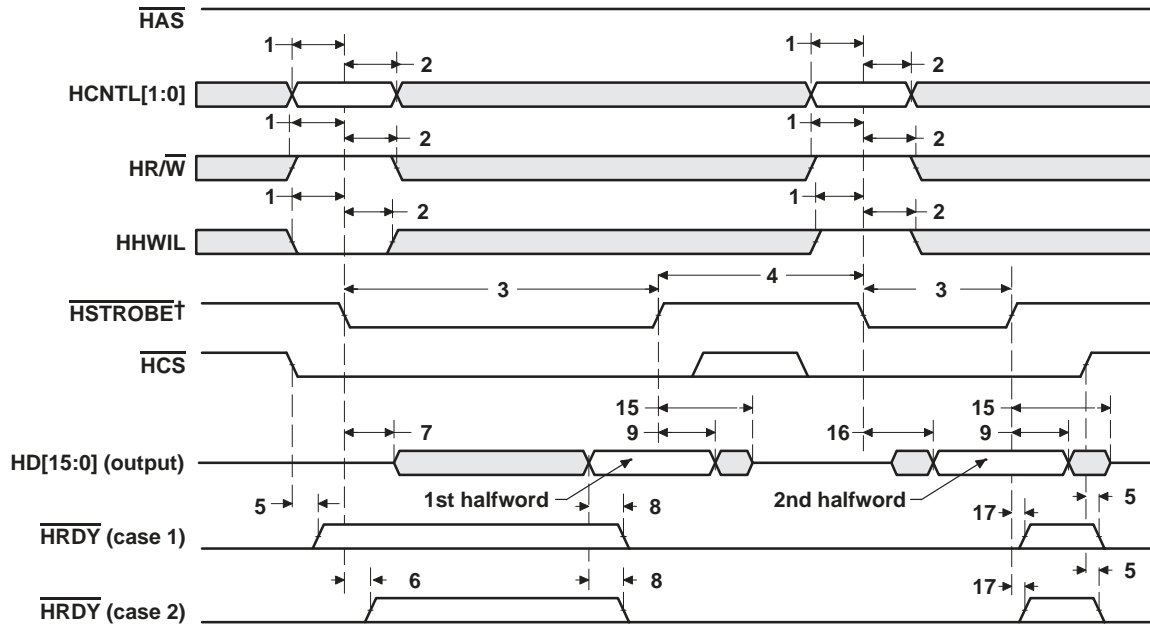 HAS
1 1
2 2
HCNTL[1:0]
1 1
2 2
HR/W
1 1
2 2
HHWIL
4
3 3
HSTROBE†
HCS
15 15
7 9 16 9
HD[15:0] (output)
1st halfword 2nd halfword
5 8 17 5
HRDY (case 1)
6 8 17 5
HRDY (case 2)